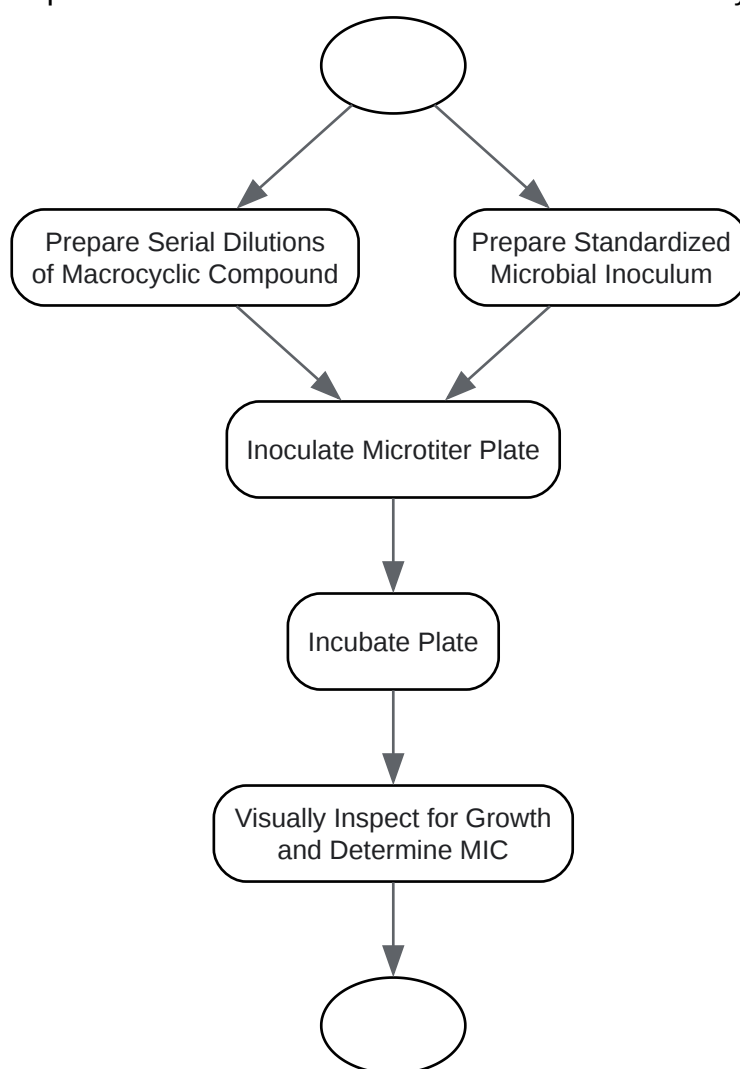 Prepare Serial Dilutions
of Macrocyclic Compound
Prepare Standardized
Microbial Inoculum
Inoculate Microtiter Plate
Incubate Plate
Visually Inspect for Growth
and Determine MIC